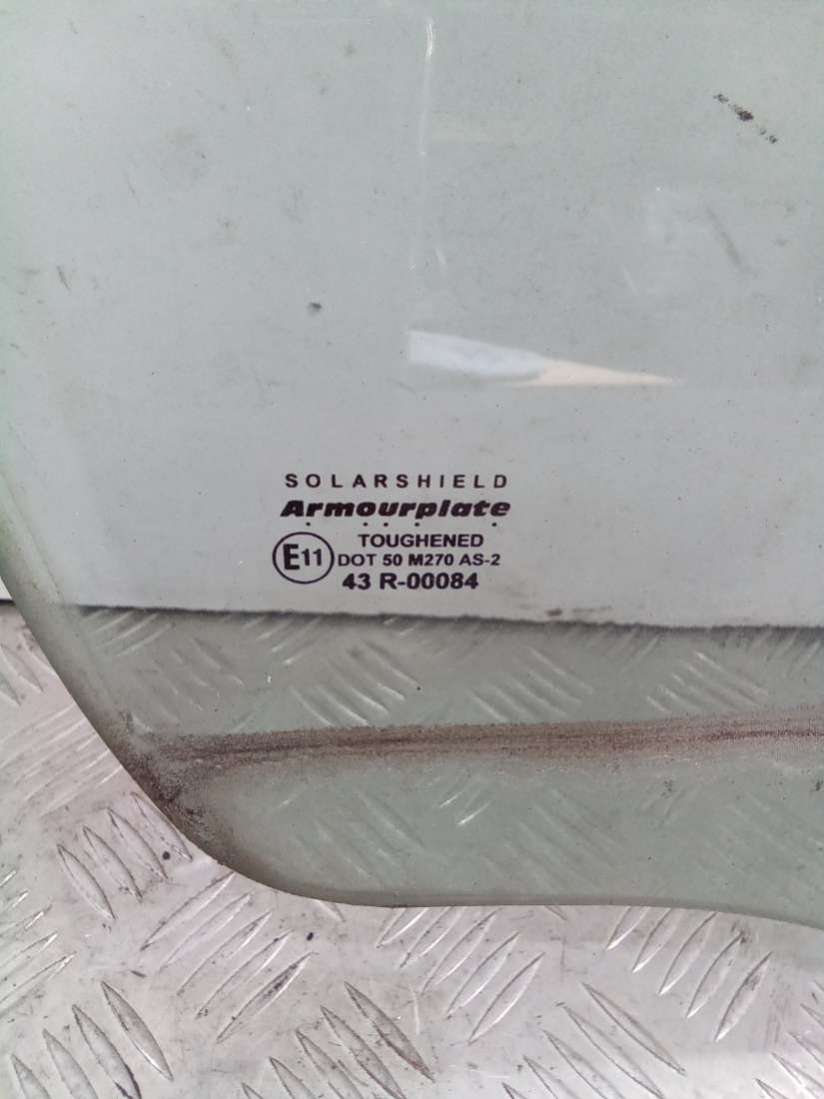 SOLARSHIELD
Armourplate
TOUGHENED
E11 DOT 50 M270 AS-2
43 R-00084